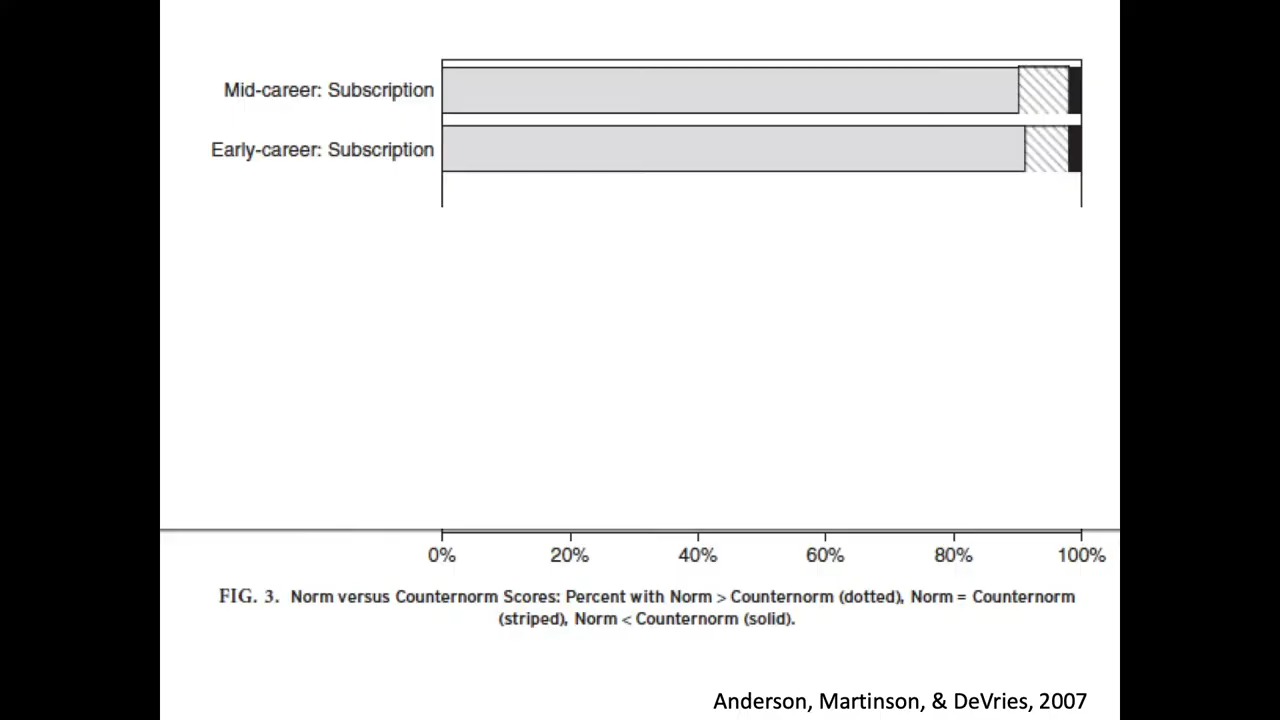 Mid-career: Subscription
Early-career: Subscription
0% 20% 40% 60% 80% 100%
FIG. 3. Norm versus Counternorm Scores: Percent with Norm > Counternorm (dotted), Norm = Counternorm
(striped), Norm < Counternorm (solid).
Anderson, Martinson, & DeVries, 2007